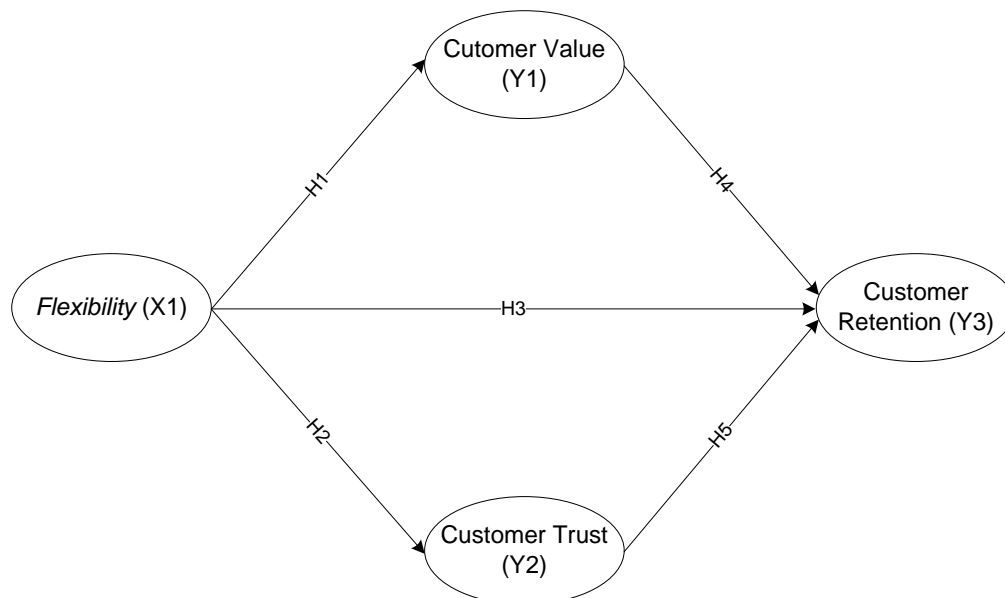 Cutomer Value
(Y1)
H1
H4
Flexibility (X1)
H3
Customer
Retention (Y3)
H2
H5
Customer Trust
(Y2)